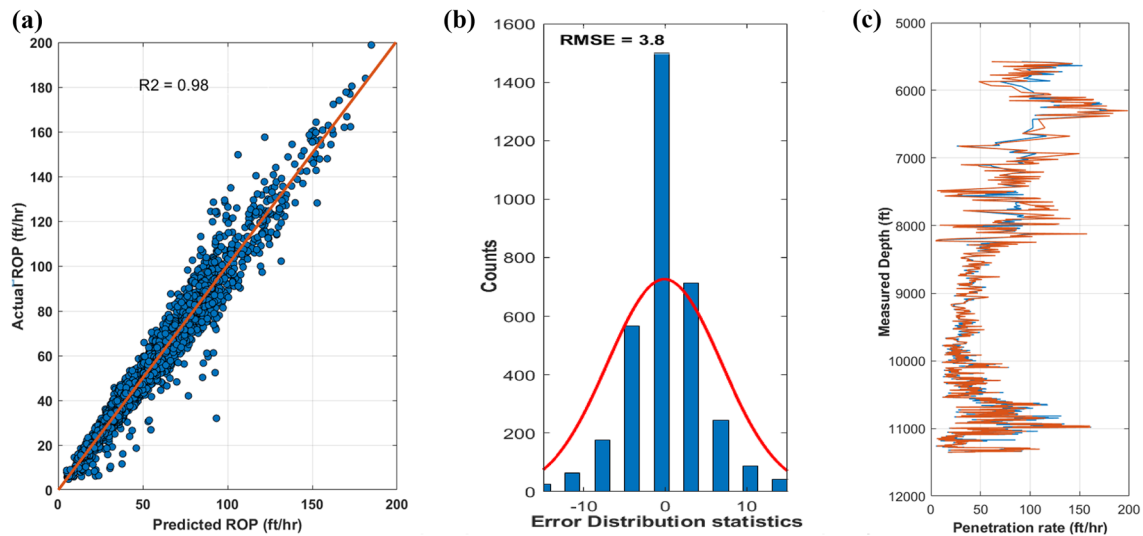 (a)
200
180
160
140
120
100
80
60
40
20
0
Actual ROP (ft/hr)
R2 = 0.98
0 50 100 150 200
Predicted ROP (ft/hr)
(b)
1600
1400
1200
1000
800
600
400
200
0
Counts
RMSE = 3.8
-10 0 10
Error Distribution statistics
(c)
5000
6000
7000
8000
9000
10000
11000
12000
Measured Depth (ft)
0 50 100 150 200
Penetration rate (ft/hr)